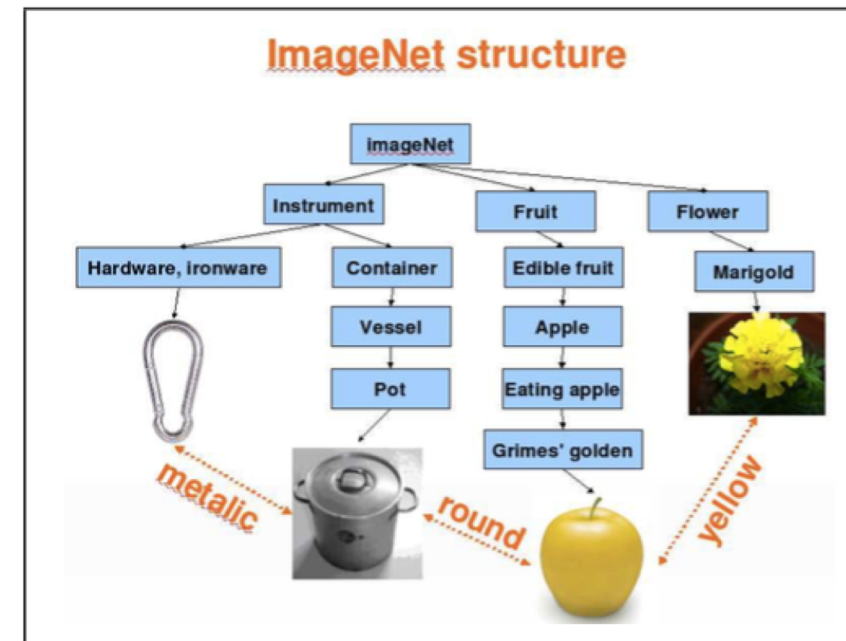 ImageNet structure
imageNet
Instrument
Fruit
Flower
Hardware, ironware
Container
Edible fruit
Marigold
Vessel
Apple
Pot
Eating apple
Grimes' golden
metalic
round
yellow